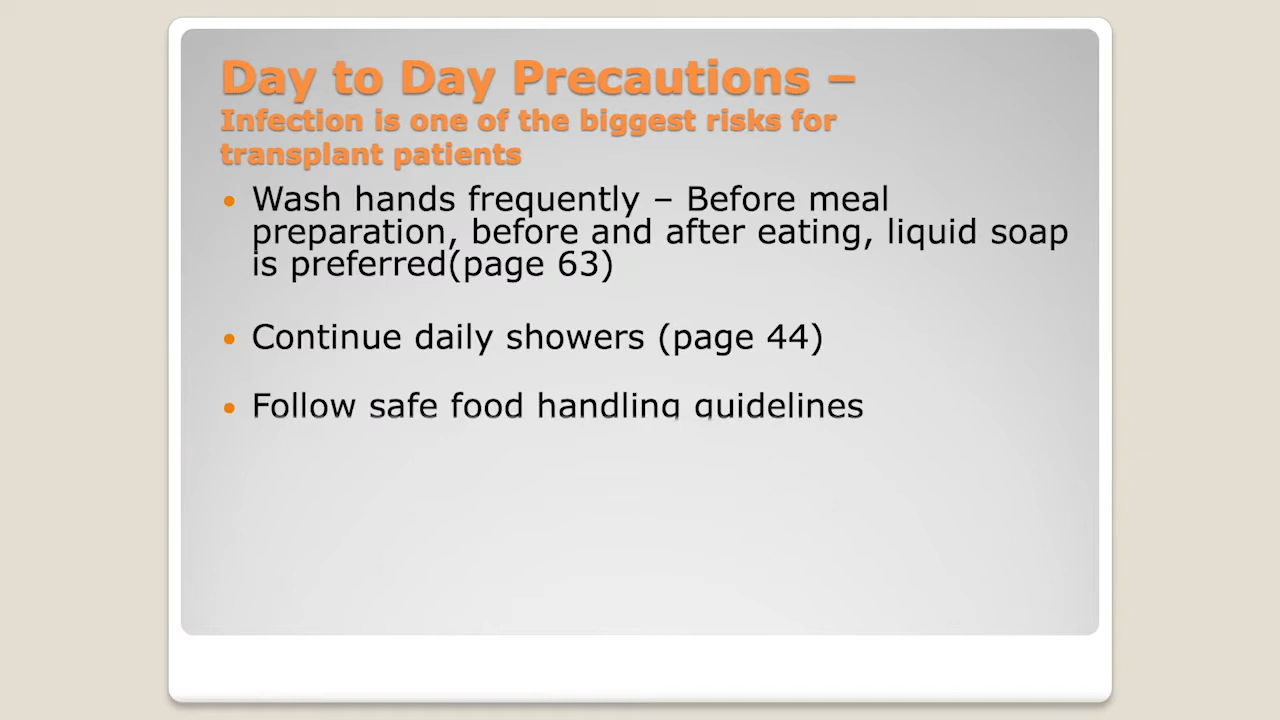 Day to Day Precautions –
Infection is one of the biggest risks for
transplant patients
• Wash hands frequently – Before meal
preparation, before and after eating, liquid soap
is preferred(page 63)
• Continue daily showers (page 44)
• Follow safe food handling guidelines